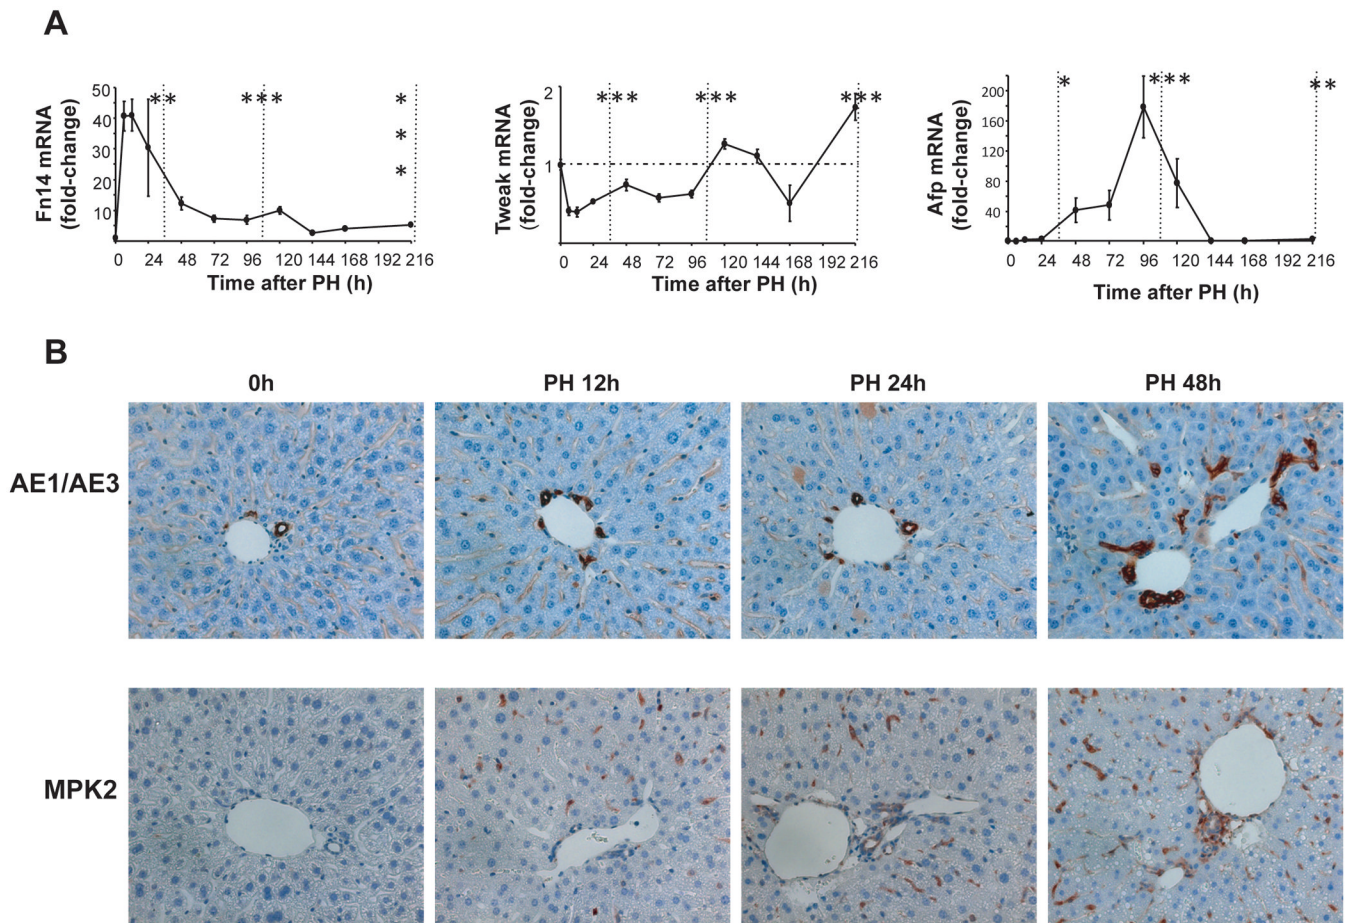 A
Fn14 mRNA
(fold-change)
50
40
30
20
10
**
***
*
*
*
0 24 48 72 96 120 144 168 192 216
Time after PH (h)
Tweak mRNA
(fold-change)
2
1
***
***
***
0 24 48 72 96 120 144 168 192 216
Time after PH (h)
Afp mRNA
(fold-change)
200
160
120
80
40
0
*
***
**
0 24 48 72 96 120 144 168 192 216
Time after PH (h)
B
0h PH 12h PH 24h PH 48h
AE1/AE3
MPK2